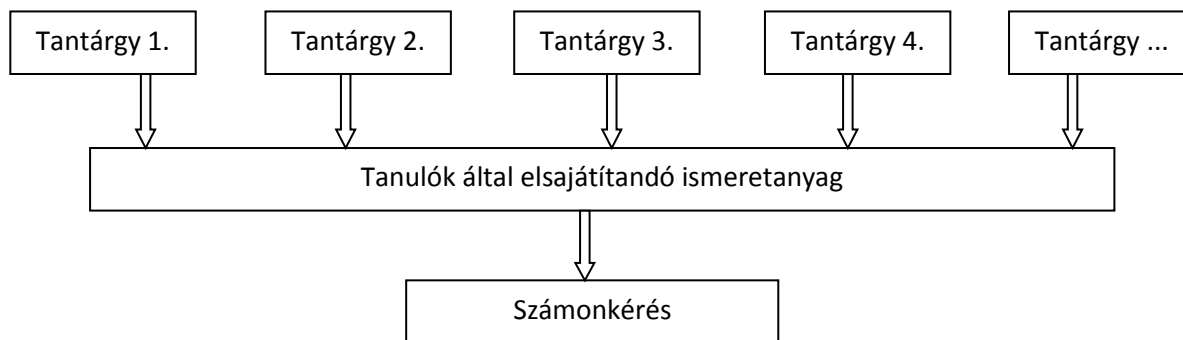 Tantárgy 1.
Tantárgy 2.
Tantárgy 3.
Tantárgy 4.
Tantárgy ...
Tanulók által elsajátítandó ismeretanyag
Számonkérés